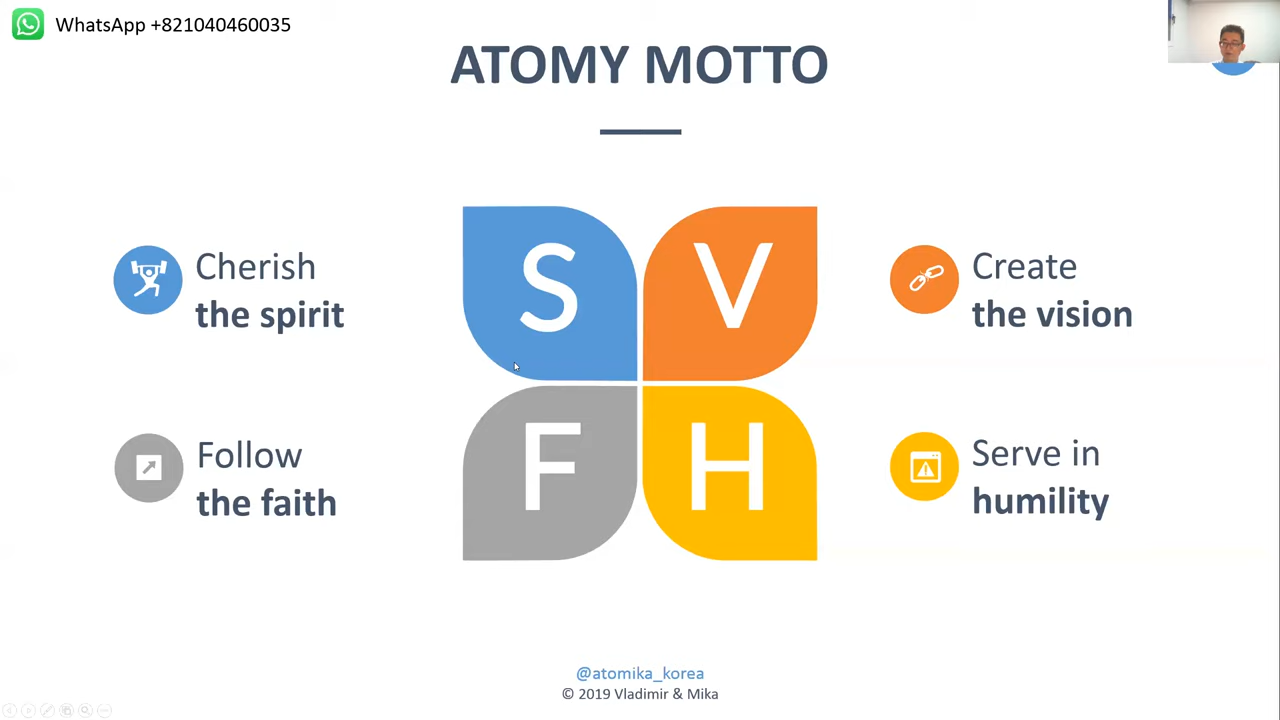 WhatsApp +821040460035
ATOMY MOTTO
Cherish
the spirit
S
V
Create
the vision
Follow
the faith
F
H
Serve in
humility
@atomika_korea
© 2019 Vladimir & Mika